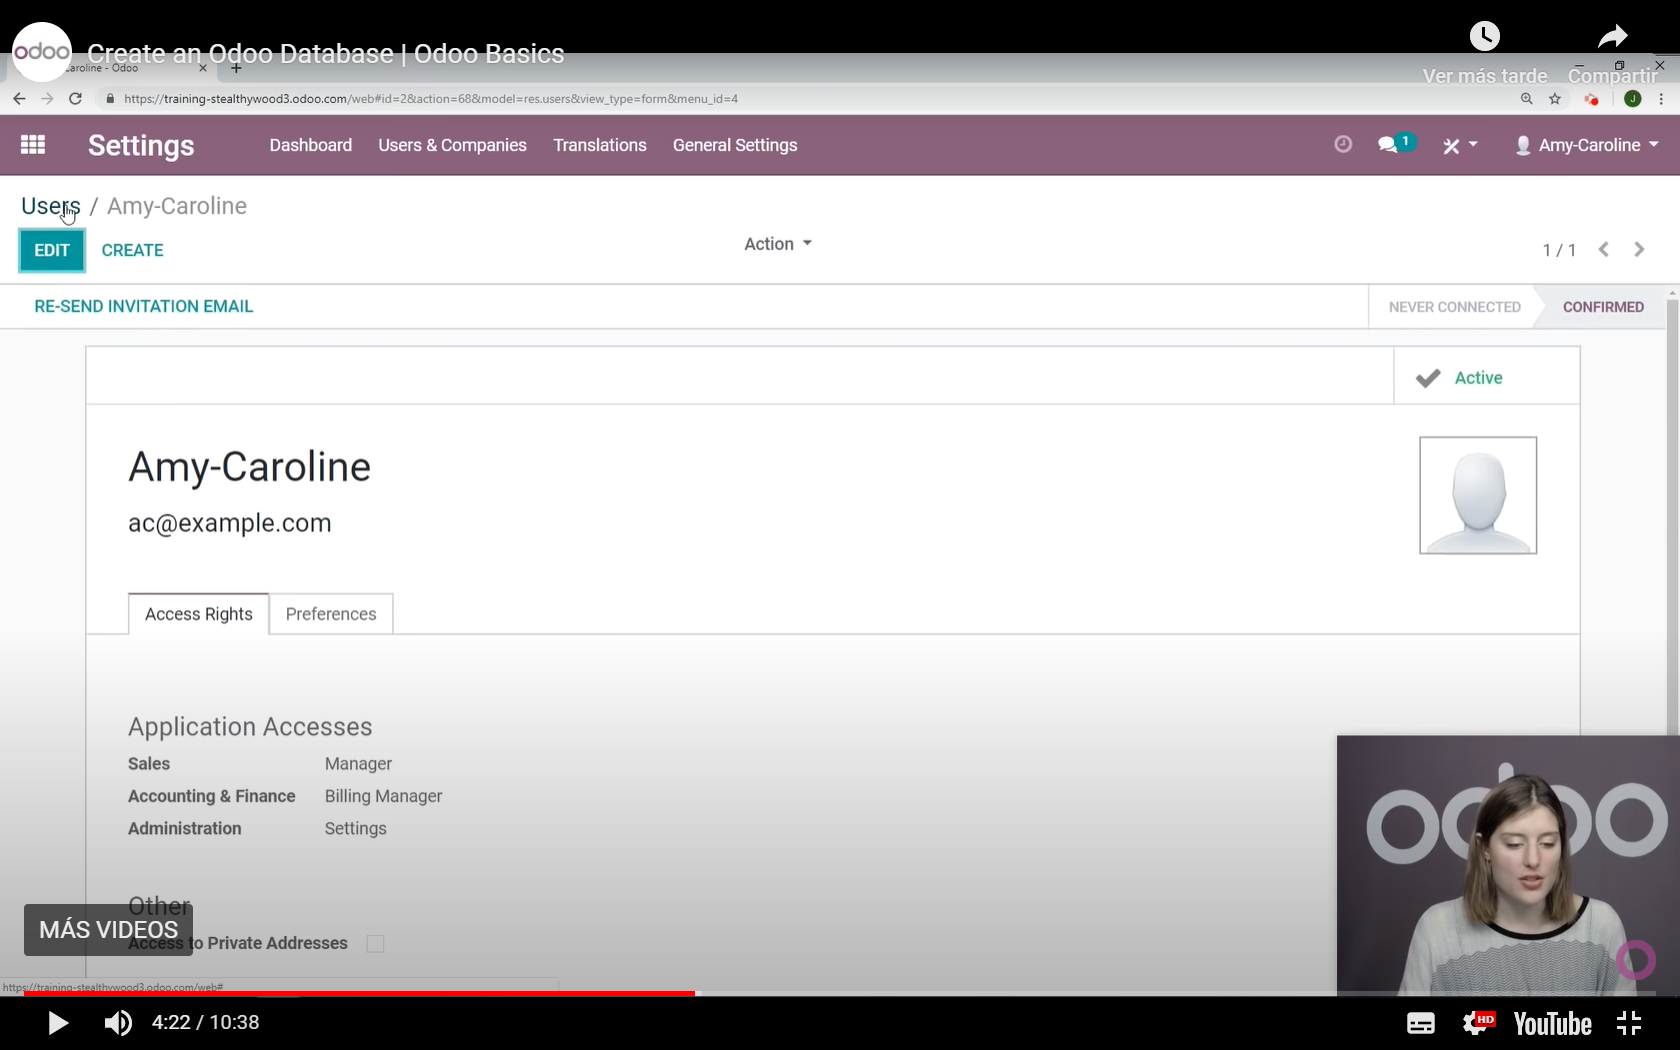 odoo
Create an Odoo Database | Odoo Basics
Ver más tarde
Compartir
Caroline - Odoo
https://training-stealthywood3.odoo.com/web#id=2&action=68&model=res.users&view_type=form&menu_id=4
J
Settings
Dashboard
Users & Companies
Translations
General Settings
1
Amy-Caroline
Users / Amy-Caroline
EDIT
CREATE
Action
1 / 1
RE-SEND INVITATION EMAIL
NEVER CONNECTED
CONFIRMED
Active
Amy-Caroline
ac@example.com
Access Rights
Preferences
Application Accesses
Sales Manager
Accounting & Finance Billing Manager
Administration Settings
Other
MÁS VIDEOS
Access to Private Addresses
odoo
https://training-stealthywood3.odoo.com/web#
4:22 / 10:38
HD
YouTube